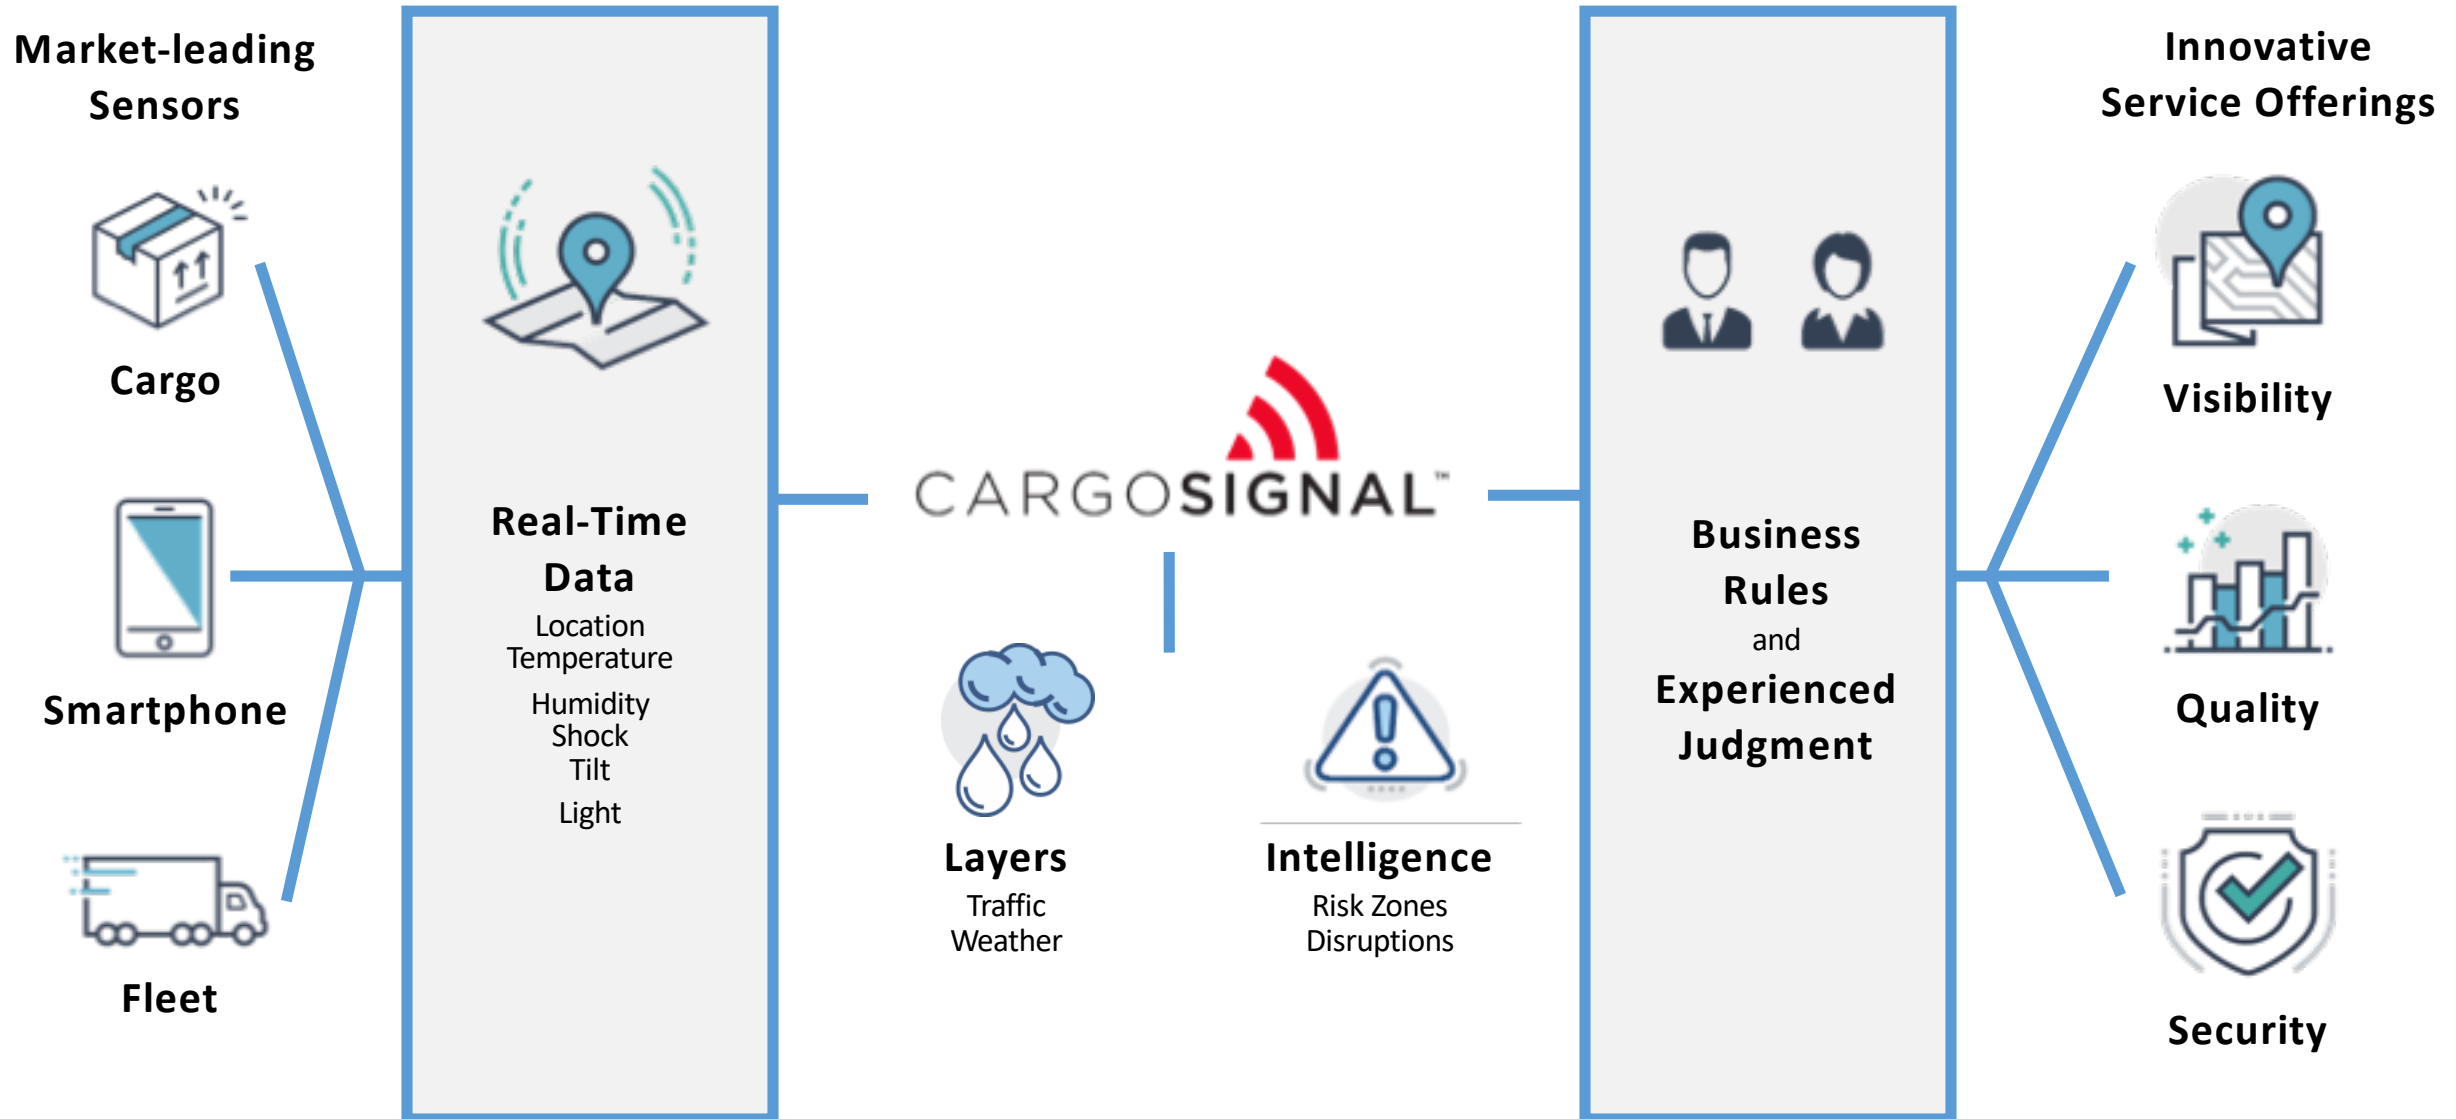 Market-leading
Sensors
Cargo
Smartphone
Fleet
Real-Time
Data
Location
Temperature
Humidity
Shock
Tilt
Light
CARGOSIGNAL™
Layers
Traffic
Weather
Intelligence
Risk Zones
Disruptions
Business
Rules
and
Experienced
Judgment
Innovative
Service Offerings
Visibility
Quality
Security